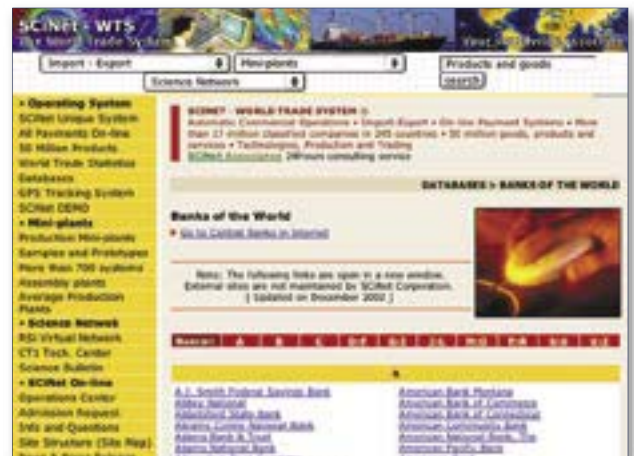 SCiNet - WTS
The World Trade System
Import - Export
Mini-plants
Products and goods
Science Network
search
• Operating System
SCiNet Unique System
All Payments On-line
50 Million Products
World Trade Statistics
Databases
GPS Tracking System
SCiNet DEMO
• Mini-plants
Production Mini-plants
Samples and Prototypes
More than 700 systems
Assembly plants
Average Production
Plants
• Science Network
RSI Virtual Network
CTI Tech. Center
Science Bulletin
• SCiNet On-line
Operations Center
Admission Request
Info and Questions
Site Structure (Site Map)
SCINET - WORLD TRADE SYSTEM
Automatic Commercial Operations • Import-Export • On-line Payment Systems • More
than 17 million classified companies in 245 countries • 50 million goods, products and
services • Technologies, Production and Trading
SCiNet Assistance 24Hours consulting service
DATABASES > BANKS OF THE WORLD
Banks of the World
Go to Central Banks in Internet
Note: The following links are open in a new window.
External sites are not maintained by SCiNet Corporation.
[ Updated on December 2002 ]
A B C
A
A.J. Smith Federal Savings Bank
Abbey National
Abbeville State Bank
Abrams Centre National Bank
Adams Bank & Trust
Adams National Bank
American Bank Montana
American Bank of Commerce
American Bank of Connecticut
American Community Bank
American National Bank, The
American Pacific Bank